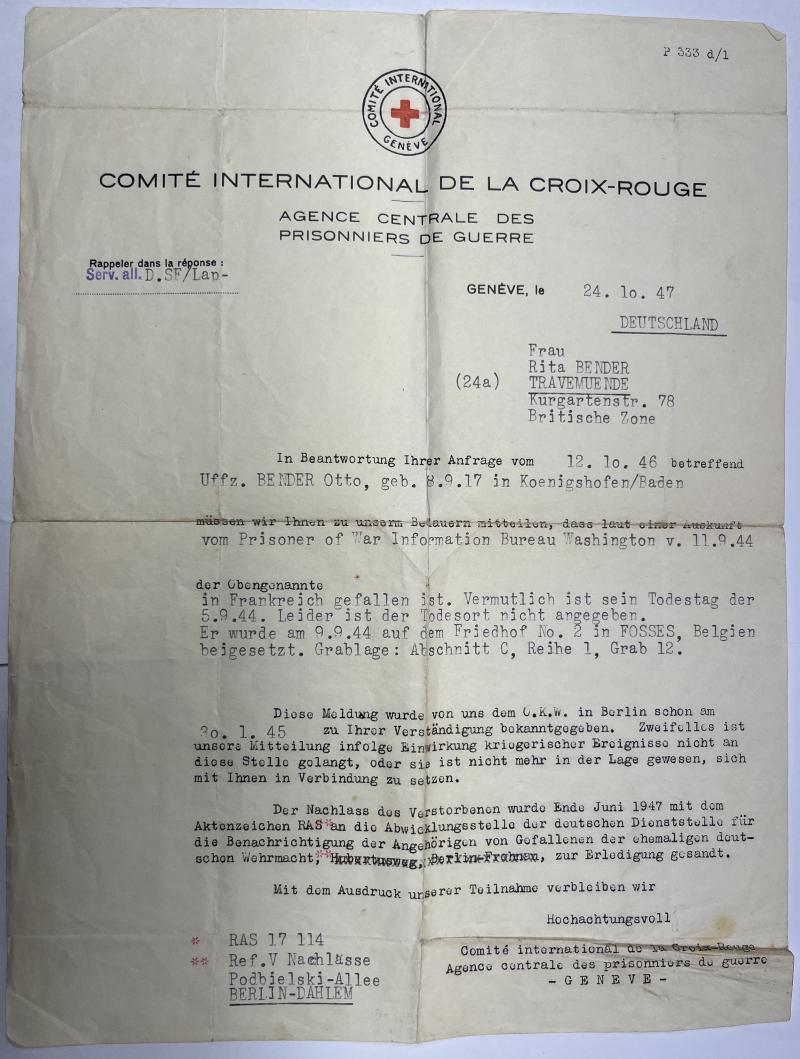 P 333 d/1
COMITÉ INTERNATIONAL
GENÈVE
COMITÉ INTERNATIONAL DE LA CROIX-ROUGE
AGENCE CENTRALE DES
PRISONNIERS DE GUERRE
Rappeler dans la réponse :
Serv. all. D.SF/Lan-
GENÈVE, le 24. lo. 47
DEUTSCHLAND
Frau
Rita BENDER
(24a) TRAVEMUENDE
Kurgartenstr. 78
Britische Zone
In Beantwortung Ihrer Anfrage vom 12. lo. 46 betreffend
Uffz. BENDER Otto, geb. 8.9.17 in Koenigshofen/Baden
müssen wir Ihnen zu unserm Bedauern mitteilen, dass laut einer Auskunft
vom Prisoner of War Information Bureau Washington v. 11.9.44
der Obengenannte
in Frankreich gefallen ist. Vermutlich ist sein Todestag der
5.9.44. Leider ist der Todesort nicht angegeben.
Er wurde am 9.9.44 auf dem Friedhof No. 2 in FOSSES, Belgien
beigesetzt. Grablage: Abschnitt C, Reihe 1, Grab 12.
Diese Meldung wurde von uns dem O.K.W. in Berlin schon am
3o. 1. 45 zu Ihrer Verständigung bekanntgegeben. Zweifelles ist
unsere Mitteilung infolge Einwirkung kriegerischer Ereignisse nicht an
diese Stelle gelangt, oder sie ist nicht mehr in der Lage gewesen, sich
mit Ihnen in Verbindung zu setzen.
Der Nachlass des Verstorbenen wurde Ende Juni 1947 mit dem
Aktenzeichen RAS* an die Abwicklungsstelle der deutschen Dienststelle für
die Benachrichtigung der Angehörigen von Gefallenen der ehemaligen deut-
schen Wehrmacht,** Hubertusweg, Berlin-Frohnau, zur Erledigung gesandt.
Mit dem Ausdruck unserer Teilnahme verbleiben wir
Hochachtungsvoll
* RAS 17 114
** Ref.V Nachlässe
Podbielski-Allee
BERLIN-DAHLEM
Comité international de la Croix-Rouge
Agence centrale des prisonniers de guerre
- G E N E V E -